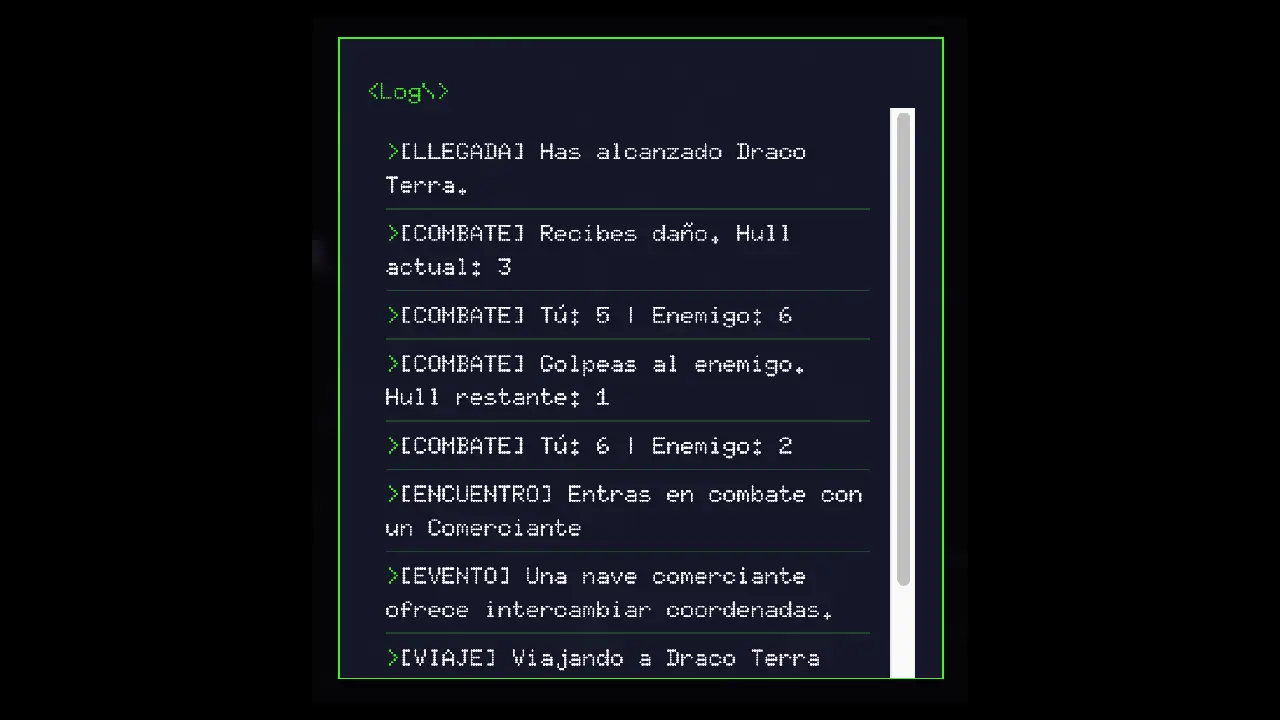 <Log\>
>[LLEGADA] Has alcanzado Draco
Terra.
>[COMBATE] Recibes daño. Hull
actual: 3
>[COMBATE] Tú: 5 | Enemigo: 6
>[COMBATE] Golpeas al enemigo.
Hull restante: 1
>[COMBATE] Tú: 6 | Enemigo: 2
>[ENCUENTRO] Entras en combate con
un Comerciante
>[EVENTO] Una nave comerciante
ofrece intercambiar coordenadas.
>[VIAJE] Viajando a Draco Terra